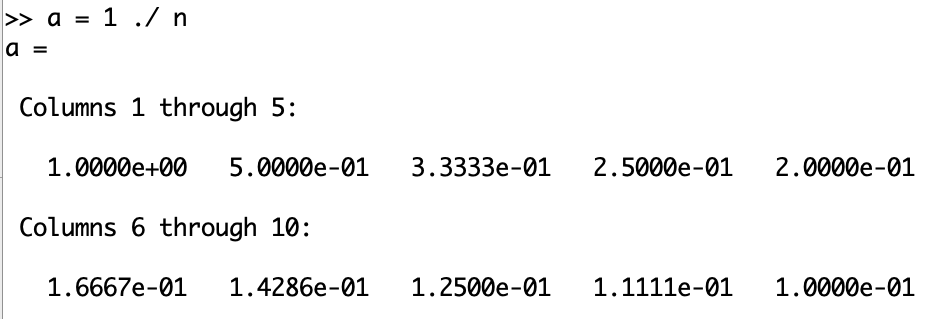 >> a = 1 ./ n
a =
Columns 1 through 5:
1.0000e+00   5.0000e-01   3.3333e-01   2.5000e-01   2.0000e-01
Columns 6 through 10:
1.6667e-01   1.4286e-01   1.2500e-01   1.1111e-01   1.0000e-01